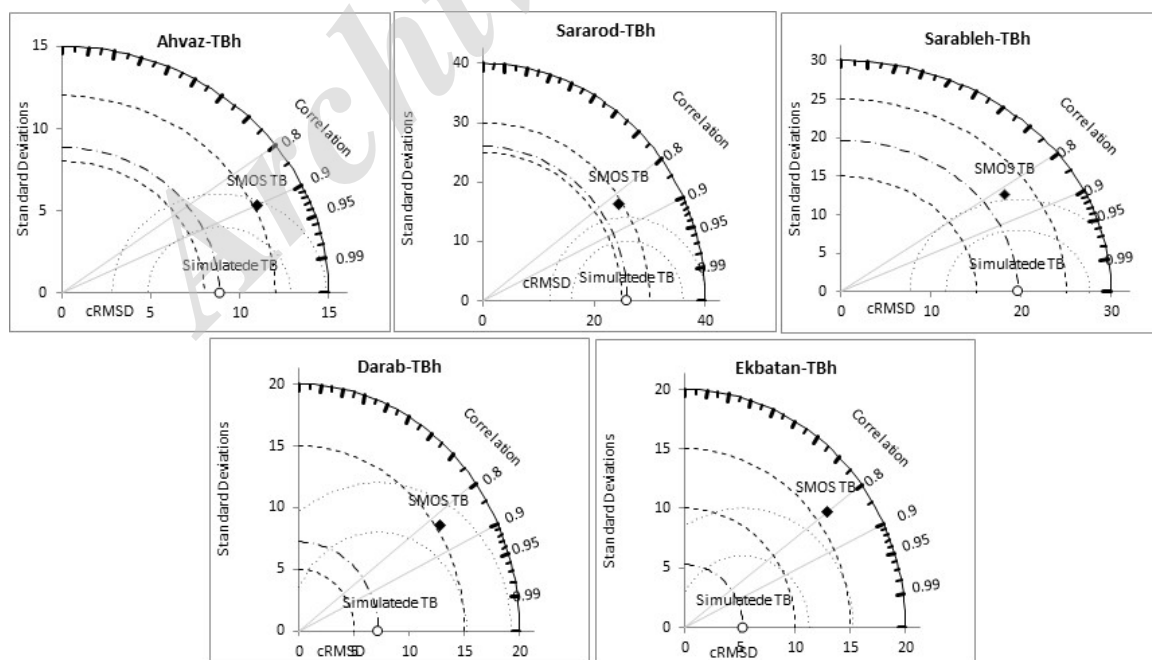 Archiv
Ahvaz-TBh
Standard Deviations
15
10
5
0
0 5 10 15
cRMSD
Correlation
0.8
0.9
0.95
0.99
SMOS TB
Simulatede TB
Sararod-TBh
Standard Deviations
40
30
20
10
0
0 20 40
cRMSD
Correlation
0.8
0.9
0.95
0.99
SMOS TB
Simulatede TB
Sarableh-TBh
Standard Deviations
30
25
20
15
10
5
0
0 10 20 30
cRMSD
Correlation
0.8
0.9
0.95
0.99
SMOS TB
Simulatede TB
Darab-TBh
Standard Deviations
20
15
10
5
0
0 5 10 15 20
cRMSD
Correlation
0.8
0.9
0.95
0.99
SMOS TB
Simulatede TB
Ekbatan-TBh
Standard Deviations
20
15
10
5
0
0 5 10 15 20
cRMSD
Correlation
0.8
0.9
0.95
0.99
SMOS TB
Simulatede TB